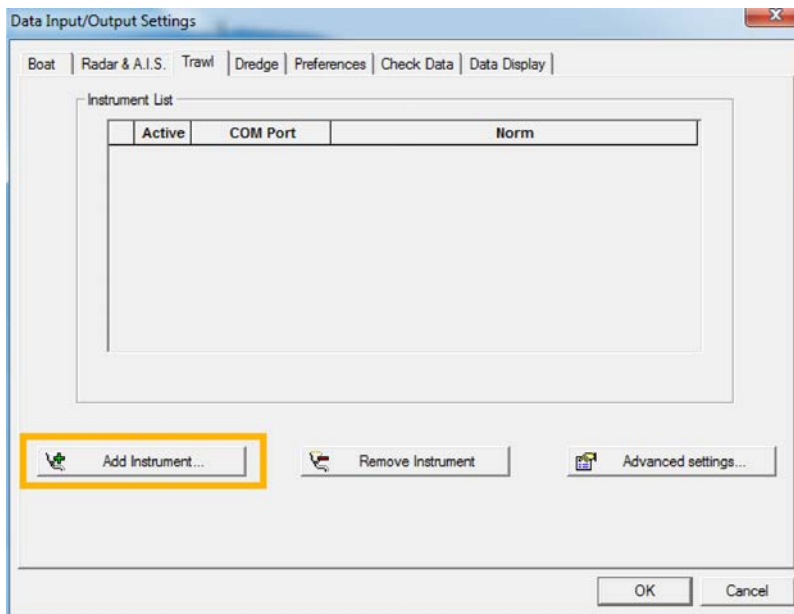 Data Input/Output Settings
Boat Radar & A.I.S. Trawl Dredge Preferences Check Data Data Display
Instrument List
Active COM Port Norm
Add Instrument... Remove Instrument Advanced settings...
OK Cancel